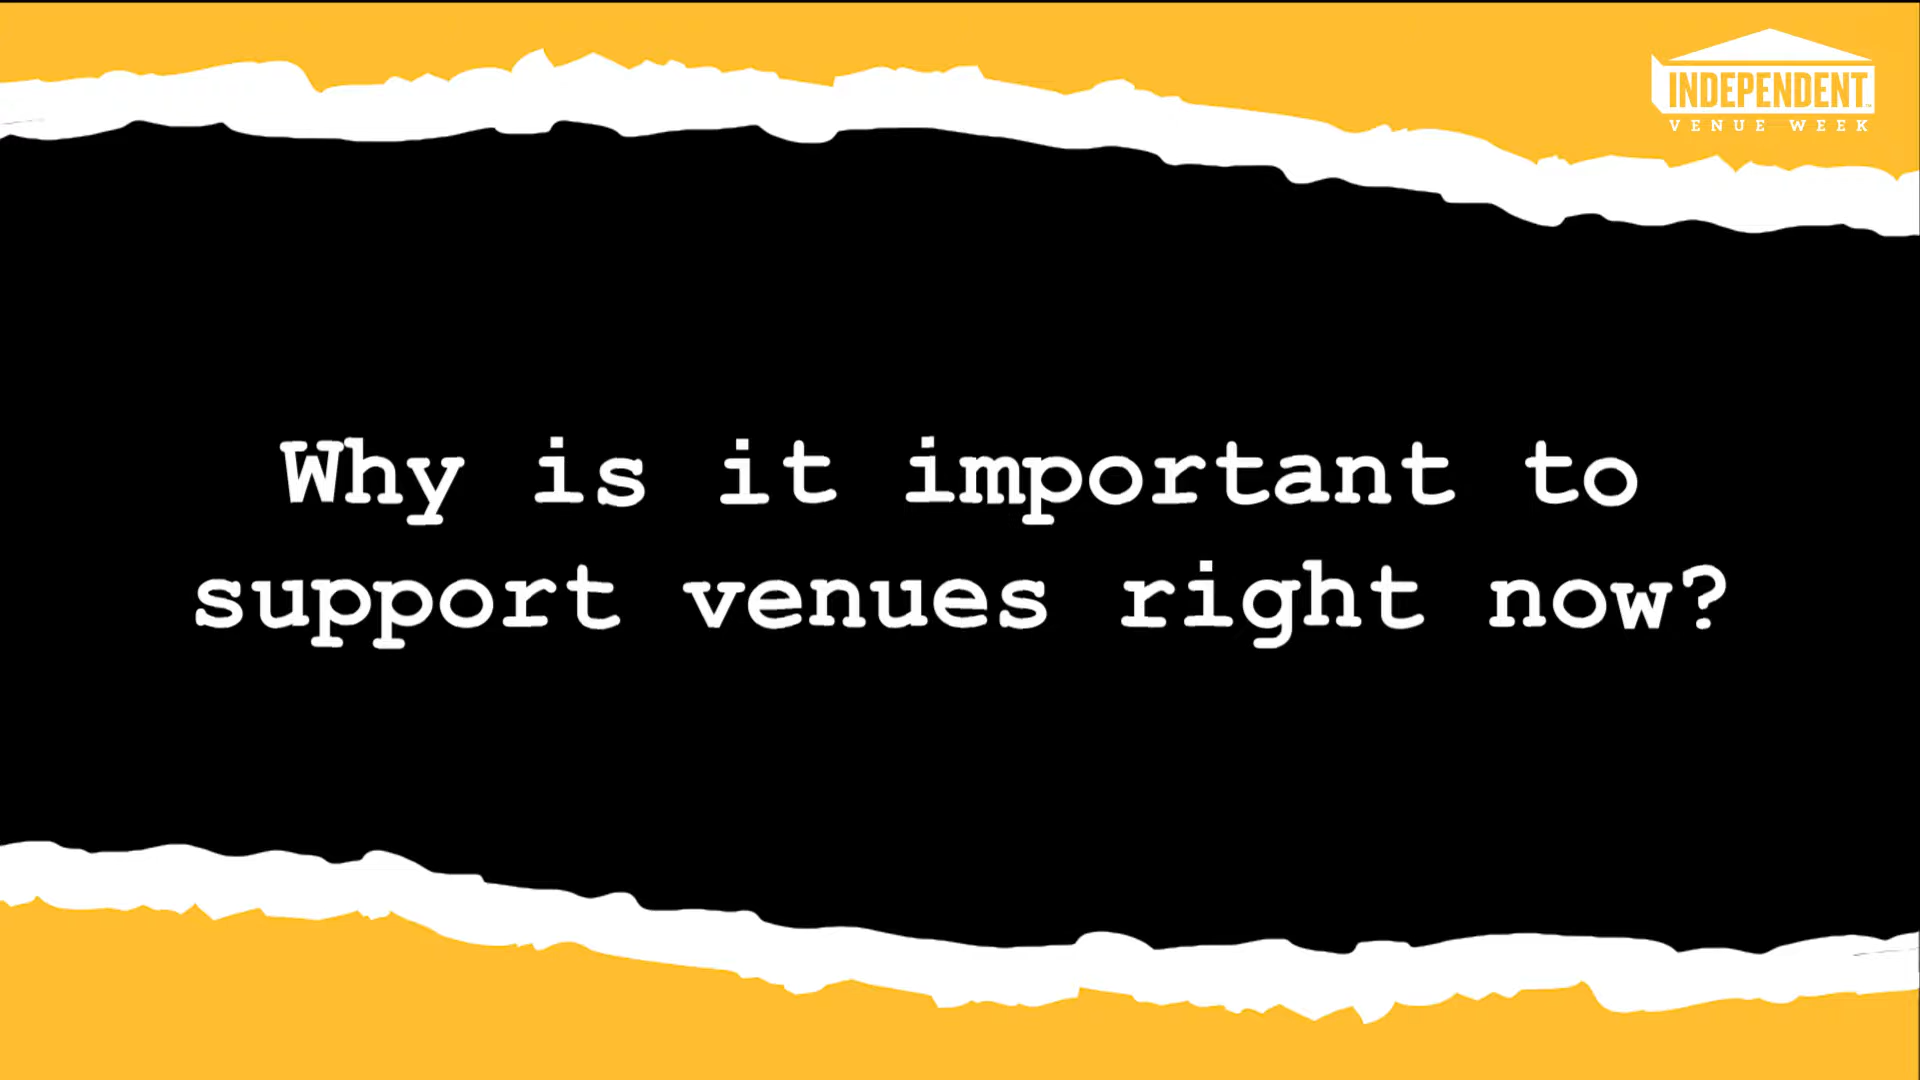 INDEPENDENT
VENUE WEEK
Why is it important to
support venues right now?